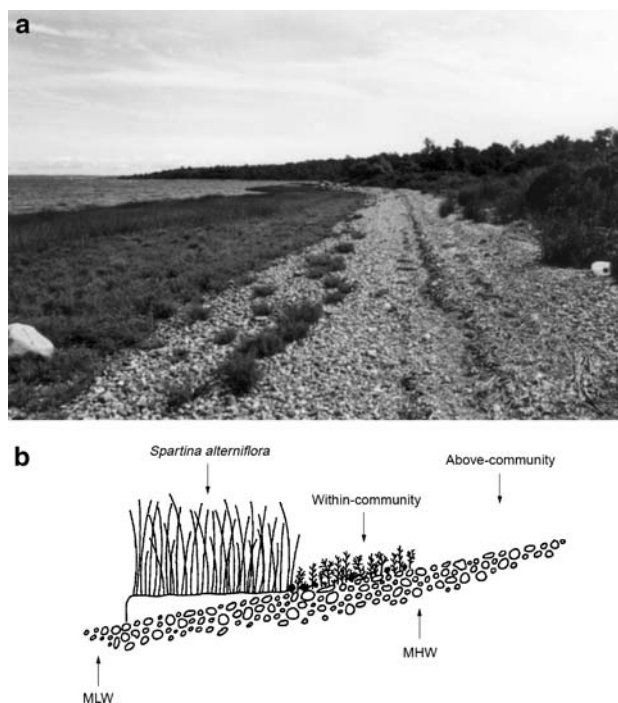 a
b
Spartina alterniflora
Above-community
Within-community
MHW
MLW